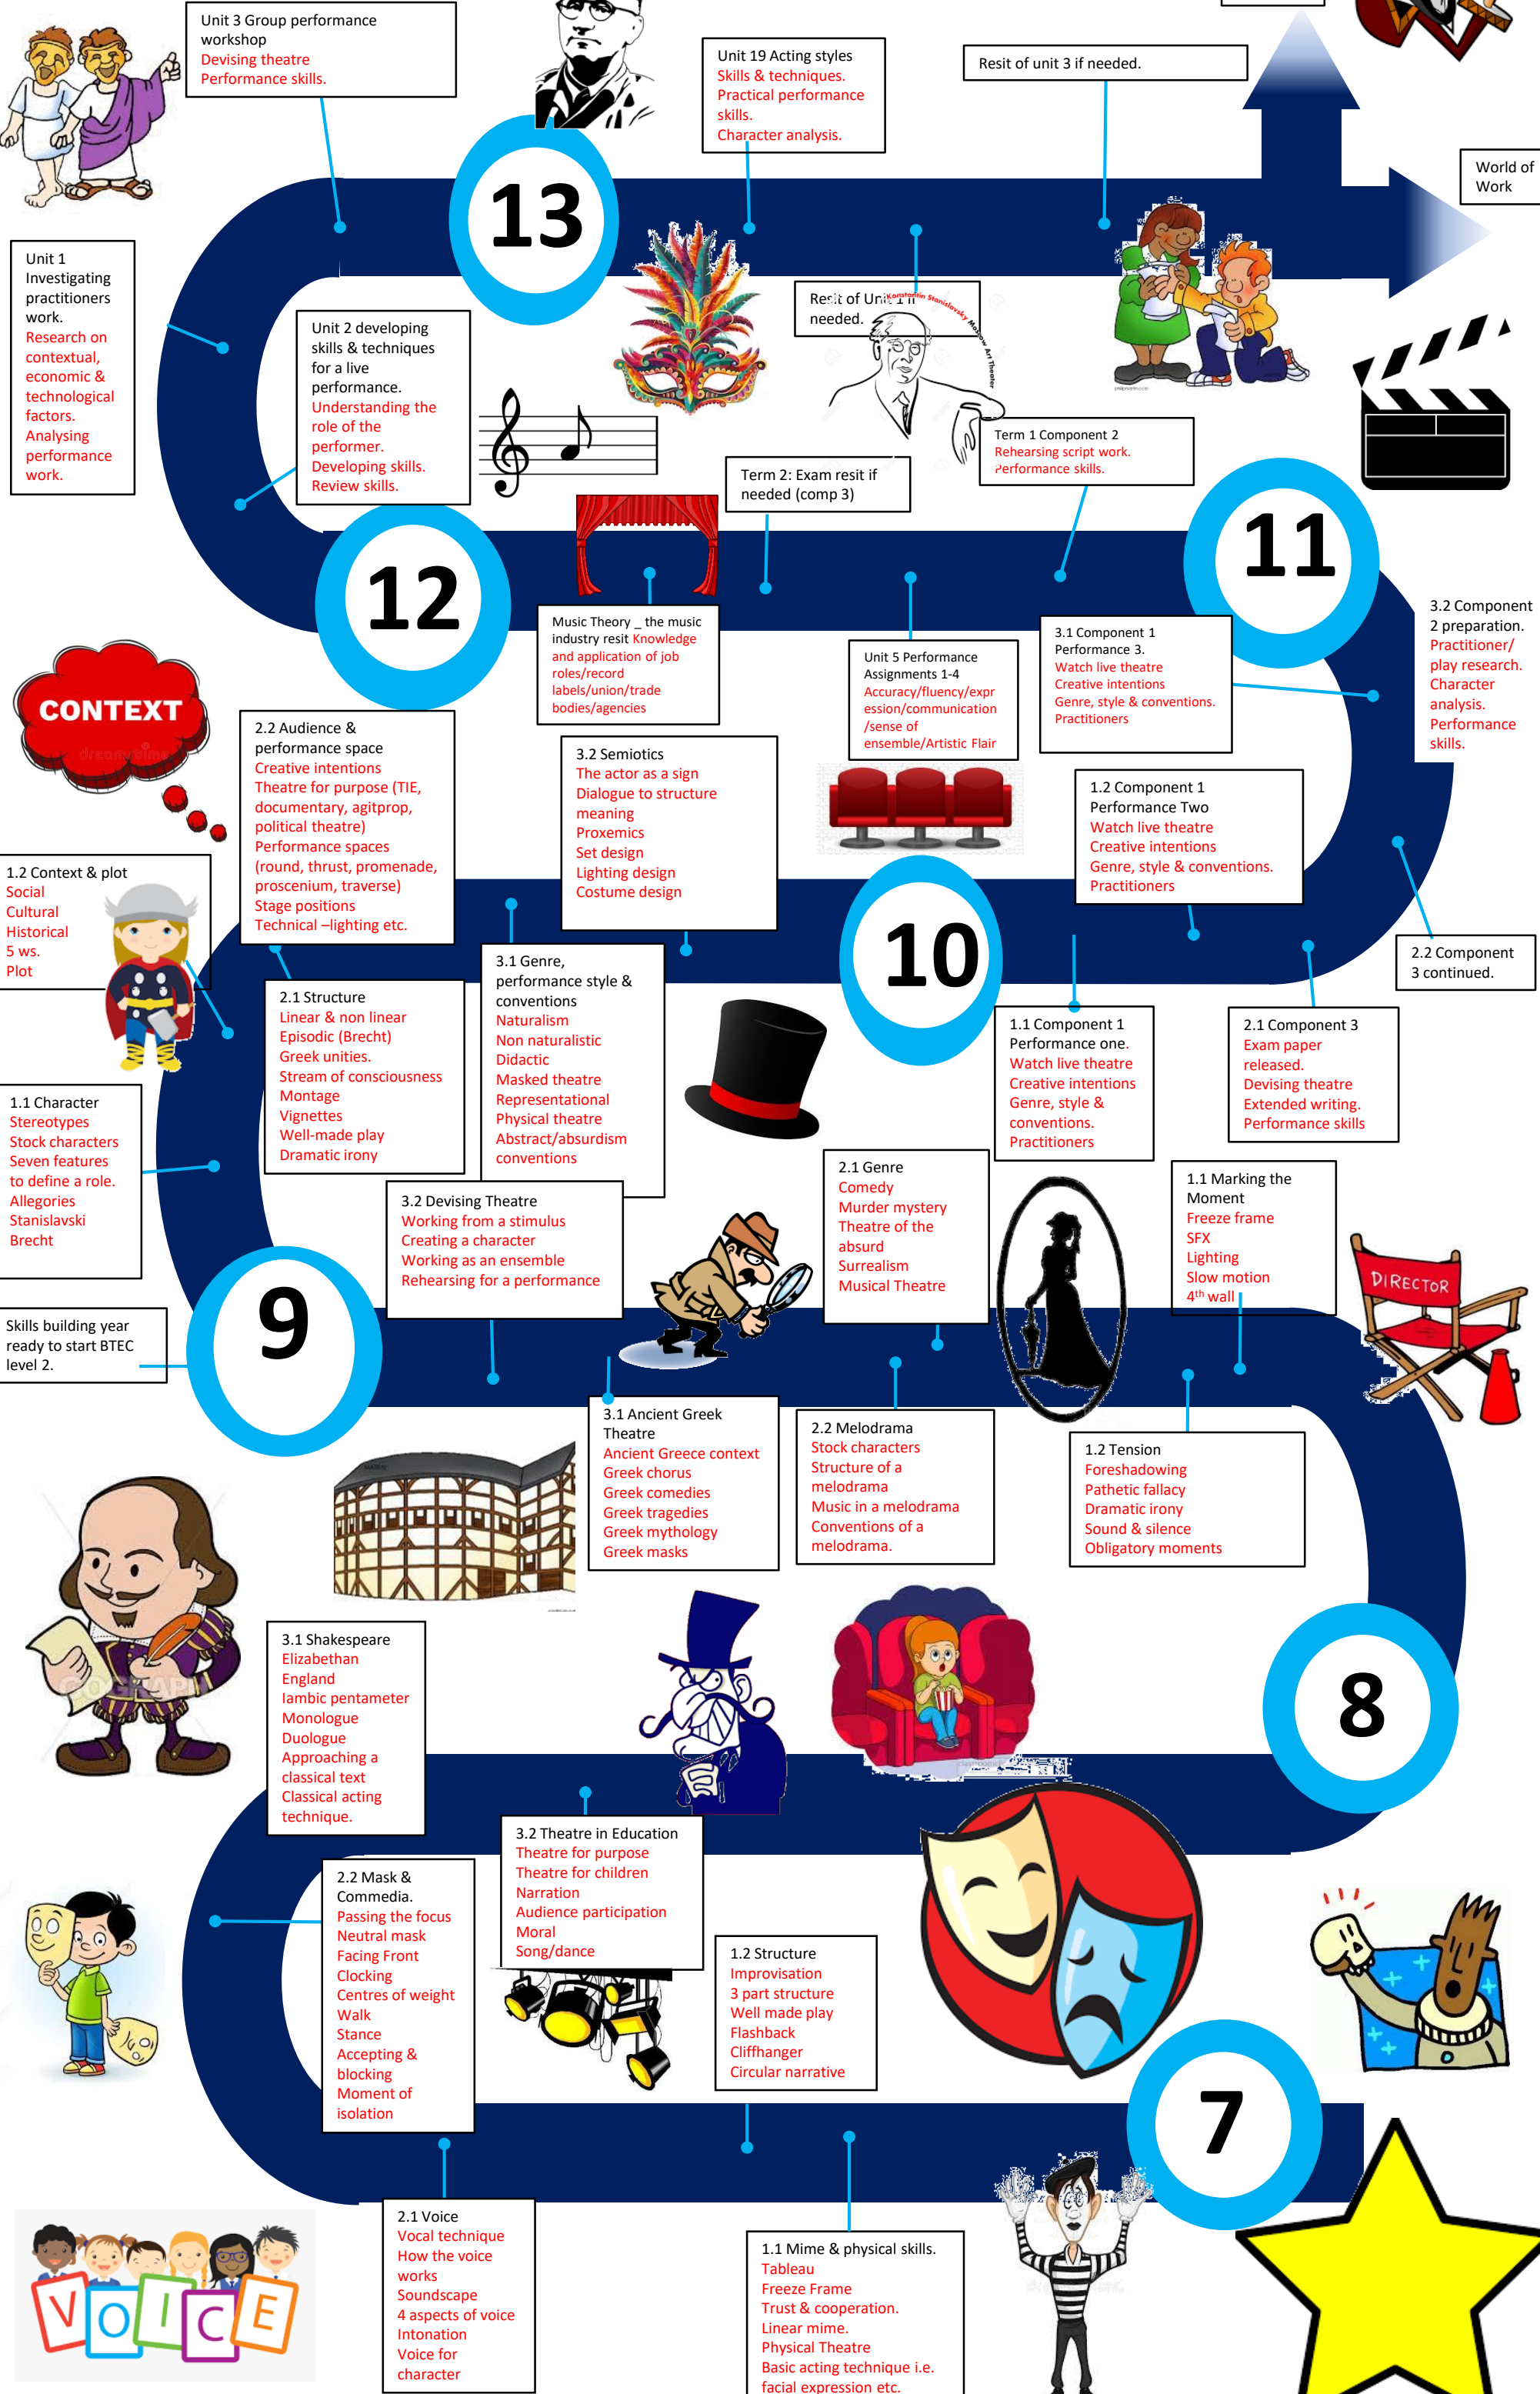 Unit 3 Group performance
workshop
Devising theatre
Performance skills.
Unit 19 Acting styles
Skills & techniques.
Practical performance
skills.
Character analysis.
Resit of unit 3 if needed.
World of
Work
13
Unit 1
Investigating
practitioners
work.
Research on
contextual,
economic &
technological
factors.
Analysing
performance
work.
Unit 2 developing
skills & techniques
for a live
performance.
Understanding the
role of the
performer.
Developing skills.
Review skills.
Resit of Unit 1 if
needed.
Konstantin Stanislavsky Moscow Art Theater
Term 1 Component 2
Rehearsing script work.
Performance skills.
Term 2: Exam resit if
needed (comp 3)
11
12
Music Theory _ the music
industry resit Knowledge
and application of job
roles/record
labels/union/trade
bodies/agencies
Unit 5 Performance
Assignments 1-4
Accuracy/fluency/expr
ession/communication
/sense of
ensemble/Artistic Flair
3.1 Component 1
Performance 3.
Watch live theatre
Creative intentions
Genre, style & conventions.
Practitioners
3.2 Component
2 preparation.
Practitioner/
play research.
Character
analysis.
Performance
skills.
CONTEXT
dreamstime
2.2 Audience &
performance space
Creative intentions
Theatre for purpose (TIE,
documentary, agitprop,
political theatre)
Performance spaces
(round, thrust, promenade,
proscenium, traverse)
Stage positions
Technical –lighting etc.
3.2 Semiotics
The actor as a sign
Dialogue to structure
meaning
Proxemics
Set design
Lighting design
Costume design
1.2 Component 1
Performance Two
Watch live theatre
Creative intentions
Genre, style & conventions.
Practitioners
1.2 Context & plot
Social
Cultural
Historical
5 ws.
Plot
10
2.2 Component
3 continued.
2.1 Structure
Linear & non linear
Episodic (Brecht)
Greek unities.
Stream of consciousness
Montage
Vignettes
Well-made play
Dramatic irony
3.1 Genre,
performance style &
conventions
Naturalism
Non naturalistic
Didactic
Masked theatre
Representational
Physical theatre
Abstract/absurdism
conventions
1.1 Component 1
Performance one.
Watch live theatre
Creative intentions
Genre, style &
conventions.
Practitioners
2.1 Component 3
Exam paper
released.
Devising theatre
Extended writing.
Performance skills
1.1 Character
Stereotypes
Stock characters
Seven features
to define a role.
Allegories
Stanislavski
Brecht
3.2 Devising Theatre
Working from a stimulus
Creating a character
Working as an ensemble
Rehearsing for a performance
2.1 Genre
Comedy
Murder mystery
Theatre of the
absurd
Surrealism
Musical Theatre
1.1 Marking the
Moment
Freeze frame
SFX
Lighting
Slow motion
4th wall
DIRECTOR
Skills building year
ready to start BTEC
level 2.
9
3.1 Ancient Greek
Theatre
Ancient Greece context
Greek chorus
Greek comedies
Greek tragedies
Greek mythology
Greek masks
2.2 Melodrama
Stock characters
Structure of a
melodrama
Music in a melodrama
Conventions of a
melodrama.
1.2 Tension
Foreshadowing
Pathetic fallacy
Dramatic irony
Sound & silence
Obligatory moments
GOGRAPH
3.1 Shakespeare
Elizabethan
England
Iambic pentameter
Monologue
Duologue
Approaching a
classical text
Classical acting
technique.
8
3.2 Theatre in Education
Theatre for purpose
Theatre for children
Narration
Audience participation
Moral
Song/dance
2.2 Mask &
Commedia.
Passing the focus
Neutral mask
Facing Front
Clocking
Centres of weight
Walk
Stance
Accepting &
blocking
Moment of
isolation
1.2 Structure
Improvisation
3 part structure
Well made play
Flashback
Cliffhanger
Circular narrative
7
VOICE
2.1 Voice
Vocal technique
How the voice
works
Soundscape
4 aspects of voice
Intonation
Voice for
character
1.1 Mime & physical skills.
Tableau
Freeze Frame
Trust & cooperation.
Linear mime.
Physical Theatre
Basic acting technique i.e.
facial expression etc.